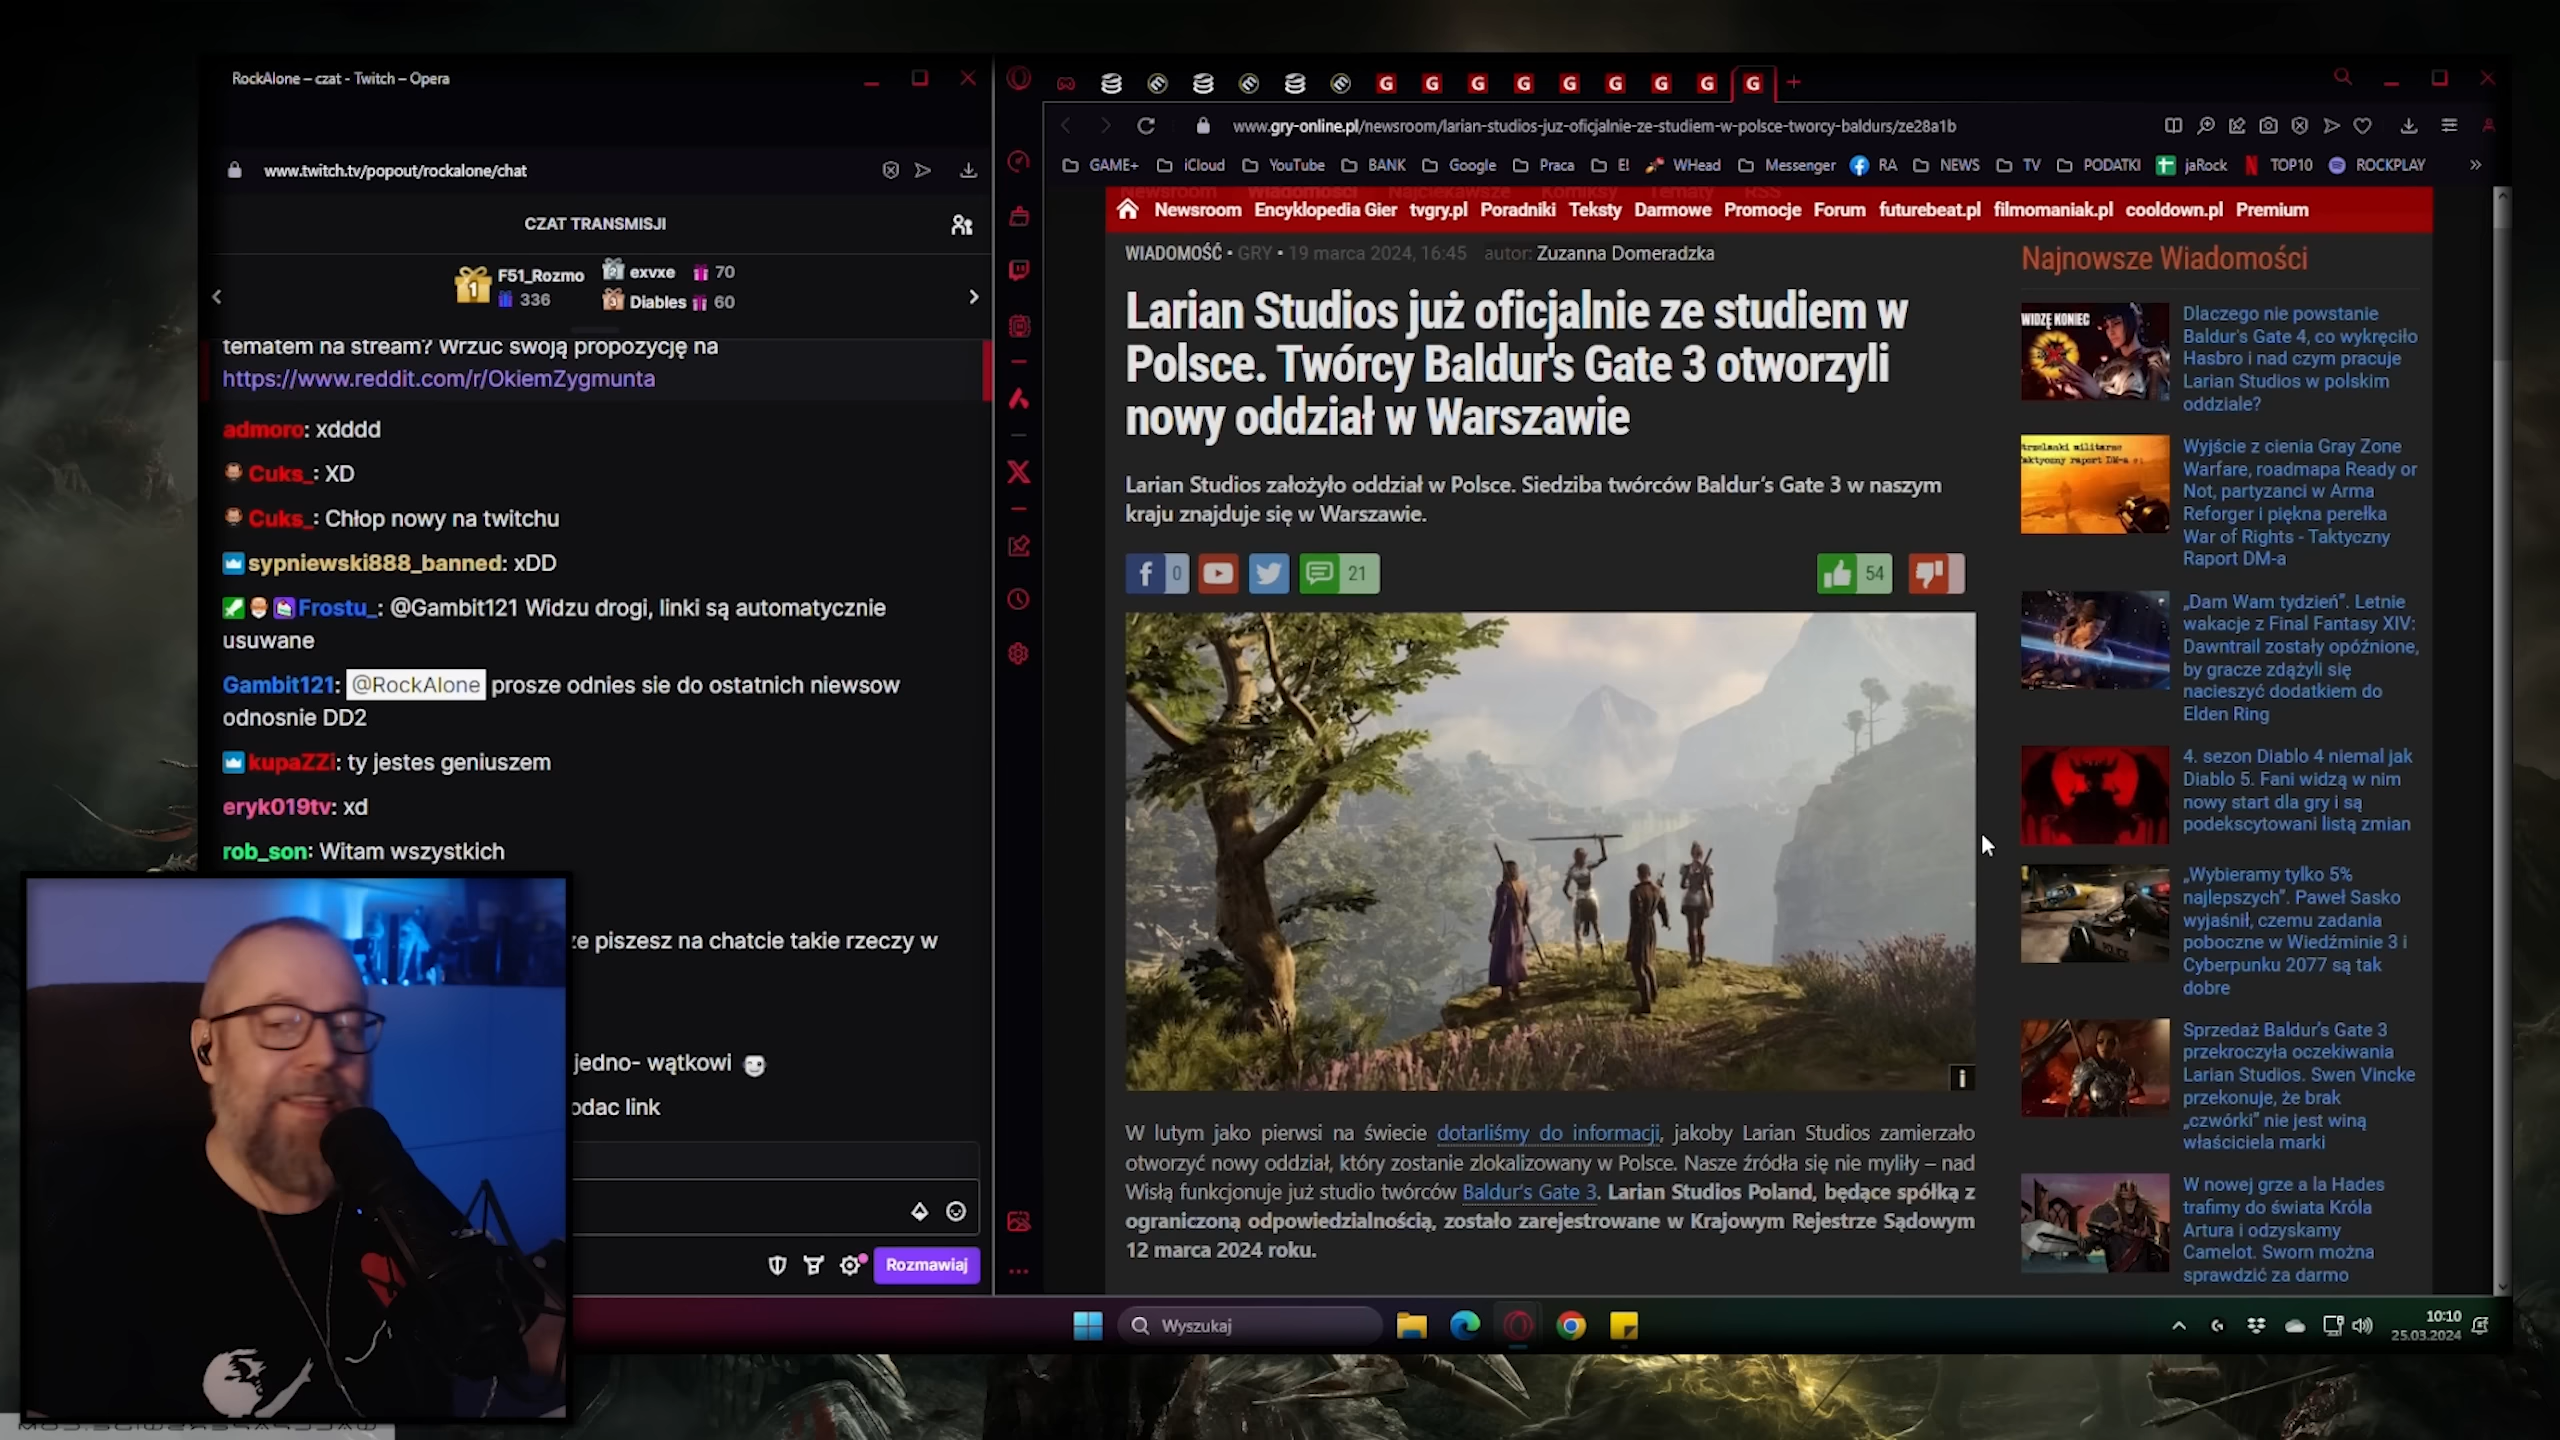 RockAlone – czat - Twitch – Opera
www.twitch.tv/popout/rockalone/chat
CZAT TRANSMISJI
1 F51_Rozmo 336
2 exvxe 70
3 Diables 60
tematem na stream? Wrzuć swoją propozycję na
https://www.reddit.com/r/OkiemZygmunta
admoro: xdddd
Cuks_: XD
Cuks_: Chłop nowy na twitchu
sypniewski888_banned: xDD
Frostu_: @Gambit121 Widzu drogi, linki są automatycznie
usuwane
Gambit121: @RockAlone prosze odnies sie do ostatnich niewsow
odnosnie DD2
kupaZZi: ty jestes geniuszem
eryk019tv: xd
rob_son: Witam wszystkich
że piszesz na chatcie takie rzeczy w
jedno- wątkowi
odac link
Rozmawiaj
www.gry-online.pl/newsroom/larian-studios-juz-oficjalnie-ze-studiem-w-polsce-tworcy-baldurs/ze28a1b
GAME+ iCloud YouTube BANK Google Praca E! WHead Messenger RA NEWS TV PODATKI jaRock TOP10 ROCKPLAY »
Newsroom Wiadomości Najciekawsze Komiksy Tematy RSS
Newsroom Encyklopedia Gier tvgry.pl Poradniki Teksty Darmowe Promocje Forum futurebeat.pl filmomaniak.pl cooldown.pl Premium
WIADOMOŚĆ • GRY • 19 marca 2024, 16:45 autor: Zuzanna Domeradzka
Larian Studios już oficjalnie ze studiem w
Polsce. Twórcy Baldur's Gate 3 otworzyli
nowy oddział w Warszawie
Larian Studios założyło oddział w Polsce. Siedziba twórców Baldur's Gate 3 w naszym
kraju znajduje się w Warszawie.
0 21 54
W lutym jako pierwsi na świecie dotarliśmy do informacji, jakoby Larian Studios zamierzało
otworzyć nowy oddział, który zostanie zlokalizowany w Polsce. Nasze źródła się nie myliły – nad
Wisłą funkcjonuje już studio twórców Baldur's Gate 3. Larian Studios Poland, będące spółką z
ograniczoną odpowiedzialnością, zostało zarejestrowane w Krajowym Rejestrze Sądowym
12 marca 2024 roku.
Najnowsze Wiadomości
WIDZĘ KONIEC
Dlaczego nie powstanie
Baldur's Gate 4, co wykręciło
Hasbro i nad czym pracuje
Larian Studios w polskim
oddziale?
Wyjście z cienia Gray Zone
Warfare, roadmapa Ready or
Not, partyzanci w Arma
Reforger i piękna perełka
War of Rights - Taktyczny
Raport DM-a
„Dam Wam tydzień”. Letnie
wakacje z Final Fantasy XIV:
Dawntrail zostały opóźnione,
by gracze zdążyli się
nacieszyć dodatkiem do
Elden Ring
4. sezon Diablo 4 niemal jak
Diablo 5. Fani widzą w nim
nowy start dla gry i są
podekscytowani listą zmian
„Wybieramy tylko 5%
najlepszych”. Paweł Sasko
wyjaśnił, czemu zadania
poboczne w Wiedźminie 3 i
Cyberpunku 2077 są tak
dobre
Sprzedaż Baldur's Gate 3
przekroczyła oczekiwania
Larian Studios. Swen Vincke
przekonuje, że brak
„czwórki” nie jest winą
właściciela marki
W nowej grze a la Hades
trafimy do świata Króla
Artura i odzyskamy
Camelot. Sworn można
sprawdzić za darmo
Wyszukaj
10:10
25.03.2024